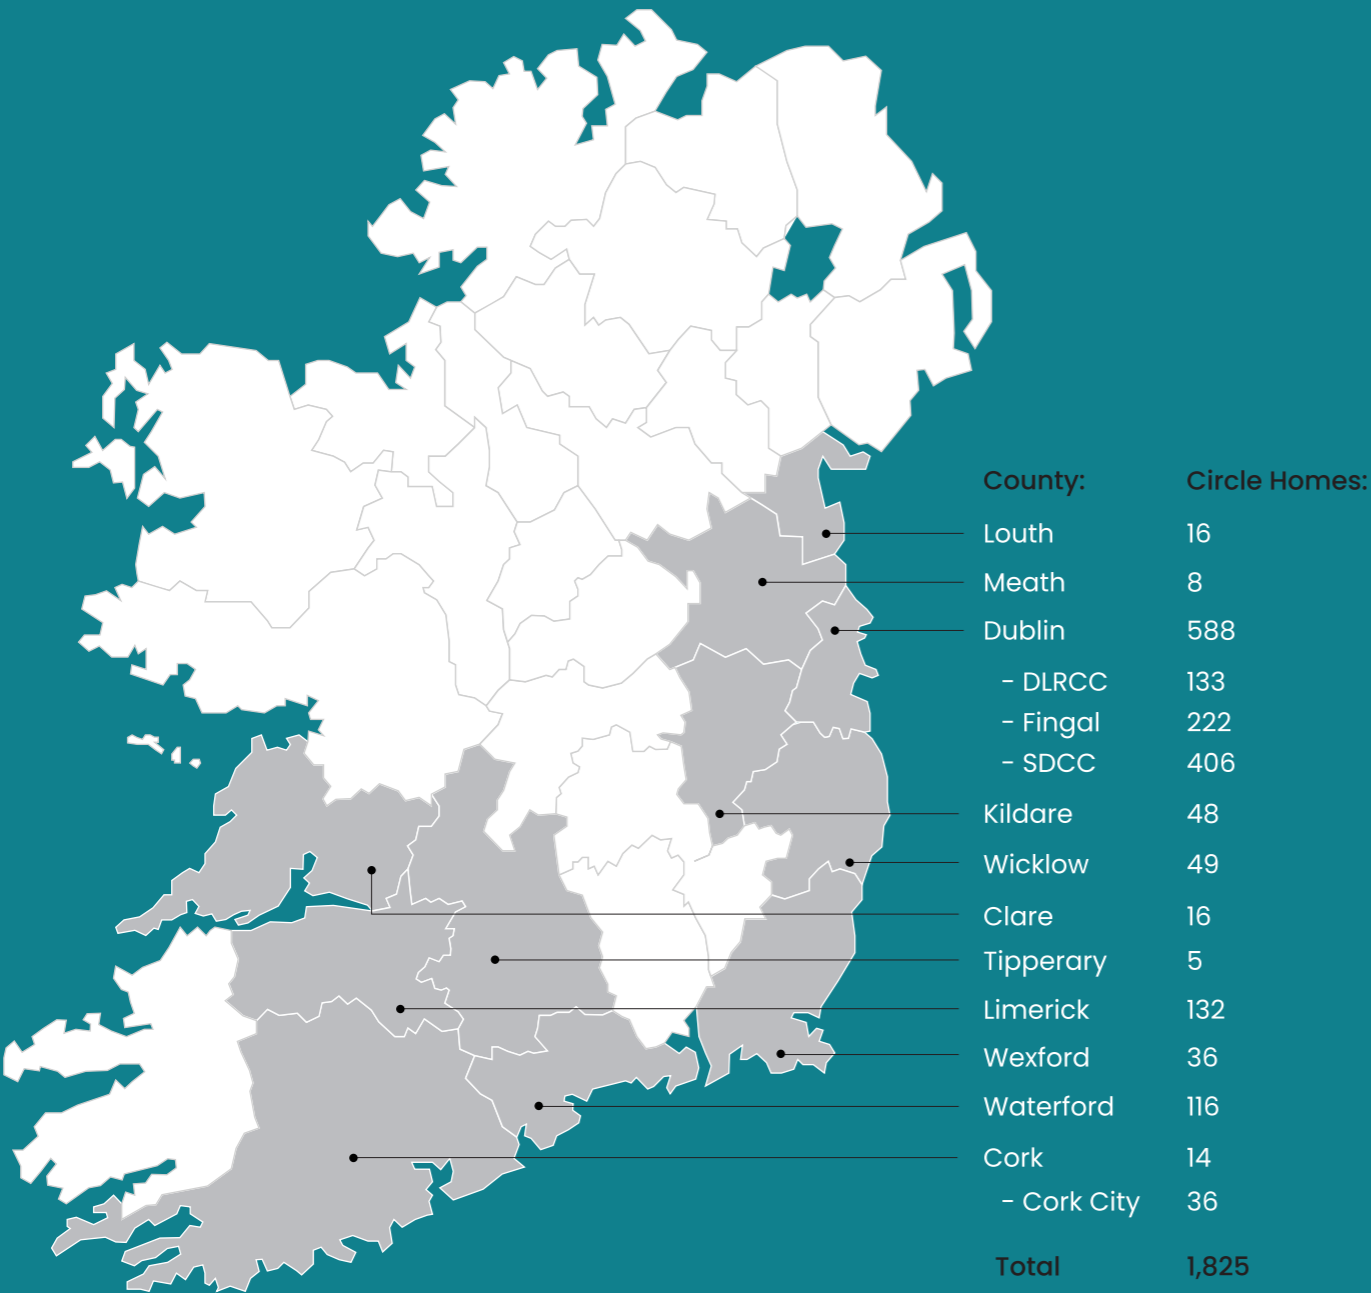 County: Circle Homes:
Louth 16
Meath 8
Dublin 588
- DLRCC 133
- Fingal 222
- SDCC 406
Kildare 48
Wicklow 49
Clare 16
Tipperary 5
Limerick 132
Wexford 36
Waterford 116
Cork 14
- Cork City 36
Total 1,825